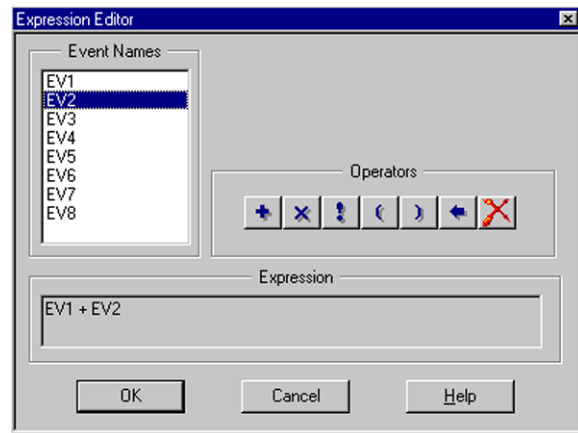 Expression Editor
Event Names
EV1
EV2
EV3
EV4
EV5
EV6
EV7
EV8
Operators
+ × ! ( )
Expression
EV1 + EV2
OK Cancel Help